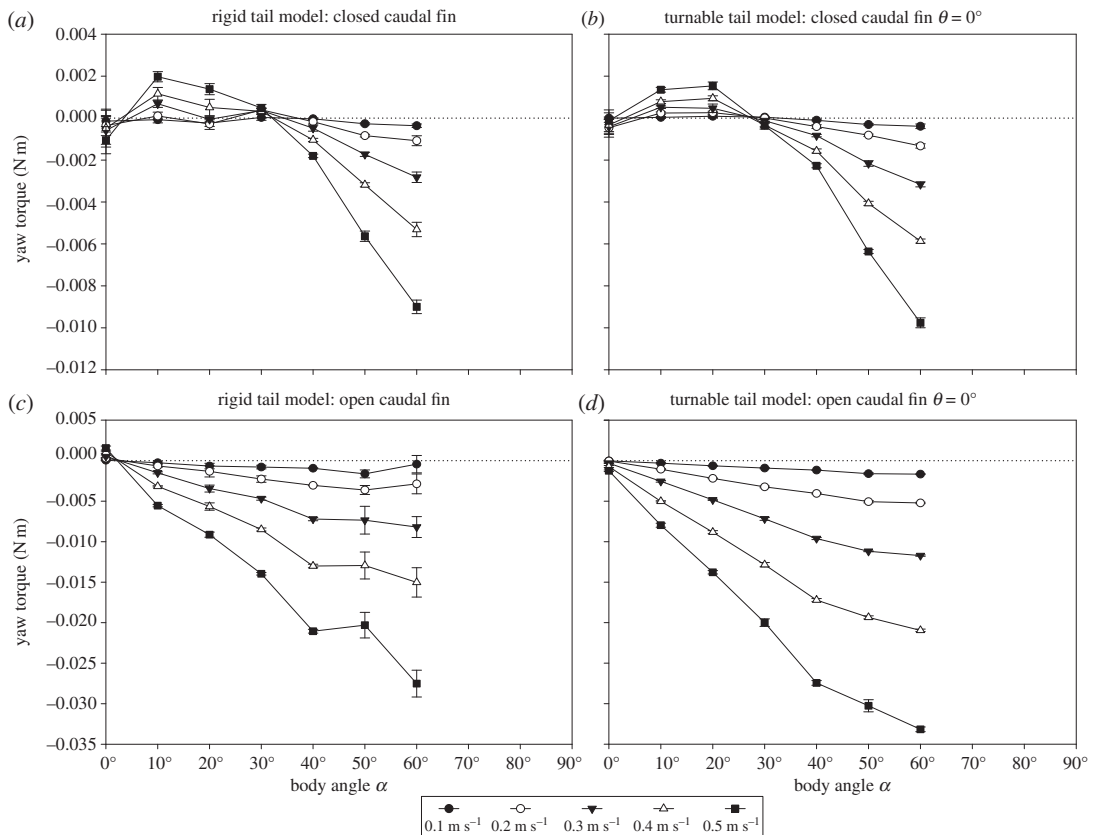 (a) rigid tail model: closed caudal fin
0.004
0.002
0.000
–0.002
–0.004
–0.006
–0.008
–0.010
–0.012
yaw torque (N m)
(b) turnable tail model: closed caudal fin θ = 0°
(c) rigid tail model: open caudal fin
0.005
0.000
–0.005
–0.010
–0.015
–0.020
–0.025
–0.030
–0.035
yaw torque (N m)
0° 10° 20° 30° 40° 50° 60° 70° 80° 90°
body angle α
(d) turnable tail model: open caudal fin θ = 0°
0° 10° 20° 30° 40° 50° 60° 70° 80° 90°
body angle α
0.1 m s⁻¹ 0.2 m s⁻¹ 0.3 m s⁻¹ 0.4 m s⁻¹ 0.5 m s⁻¹